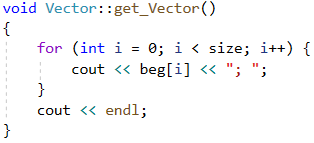 void Vector::get_Vector()
{
    for (int i = 0; i < size; i++) {
        cout << beg[i] << "; ";
    }
    cout << endl;
}